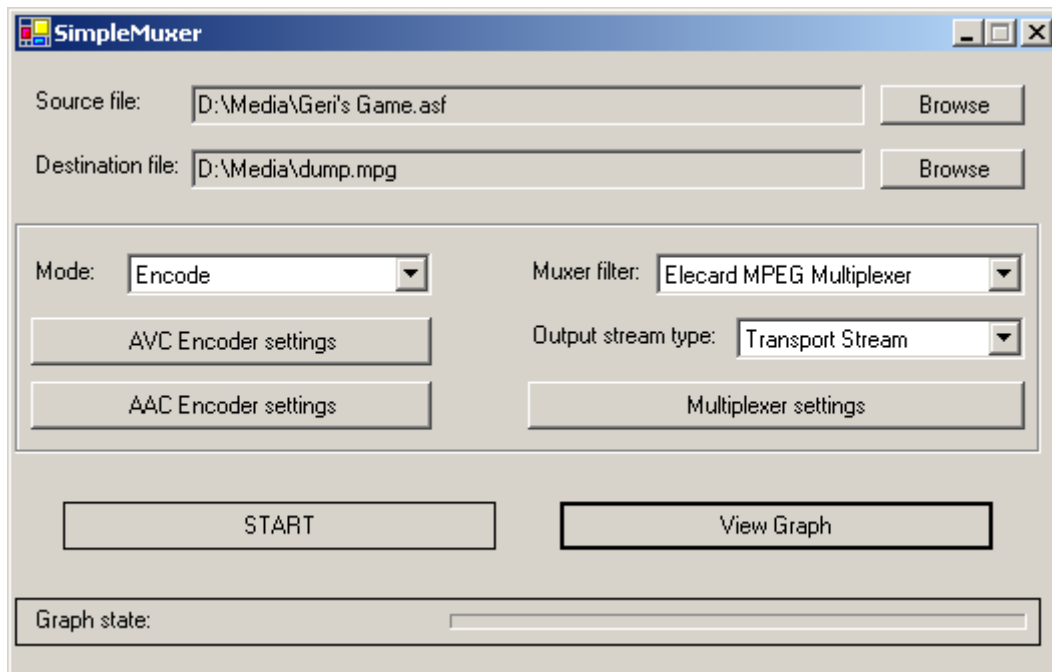 SimpleMuxer
Source file: D:\Media\Geri's Game.asf Browse
Destination file: D:\Media\dump.mpg Browse
Mode: Encode Muxer filter: Elecard MPEG Multiplexer
AVC Encoder settings Output stream type: Transport Stream
AAC Encoder settings Multiplexer settings
START View Graph
Graph state: